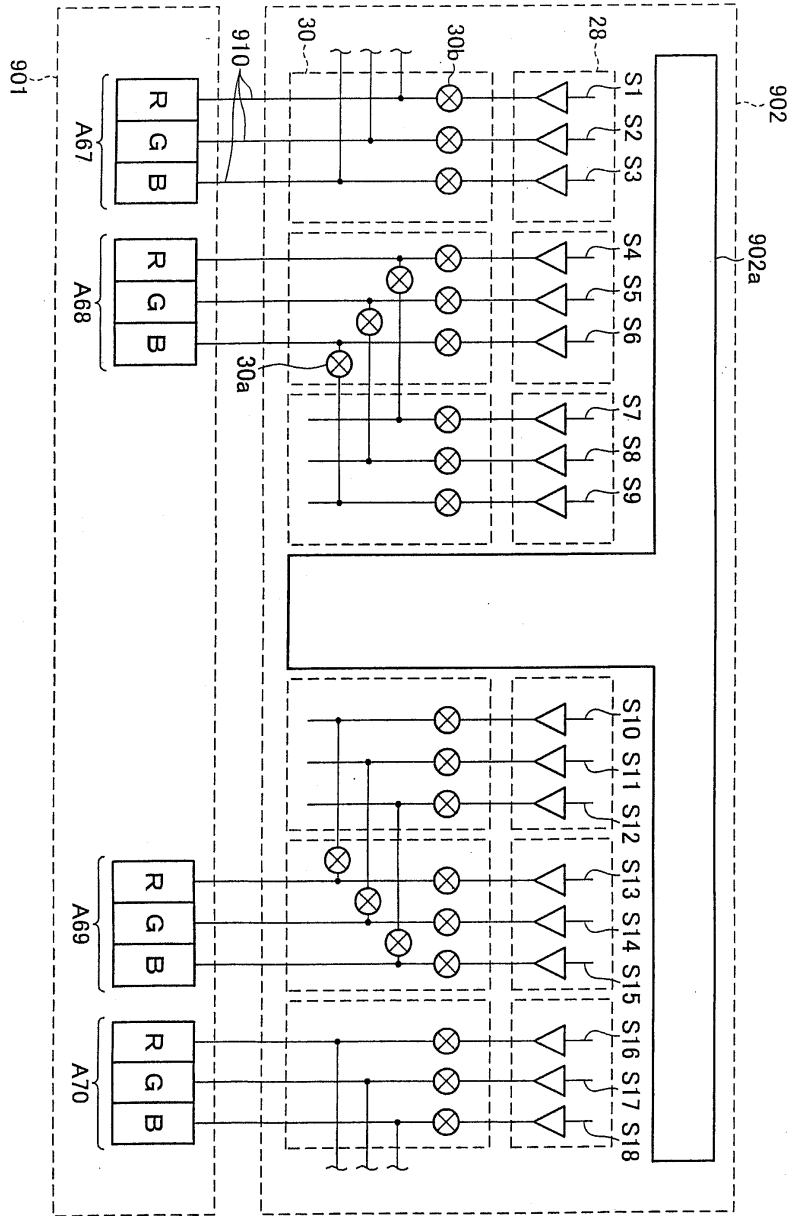 902
902a
28
S1
S2
S3
S4
S5
S6
S7
S8
S9
S10
S11
S12
S13
S14
S15
S16
S17
S18
30
30b
30a
910
901
R G B
A67
R G B
A68
R G B
A69
R G B
A70